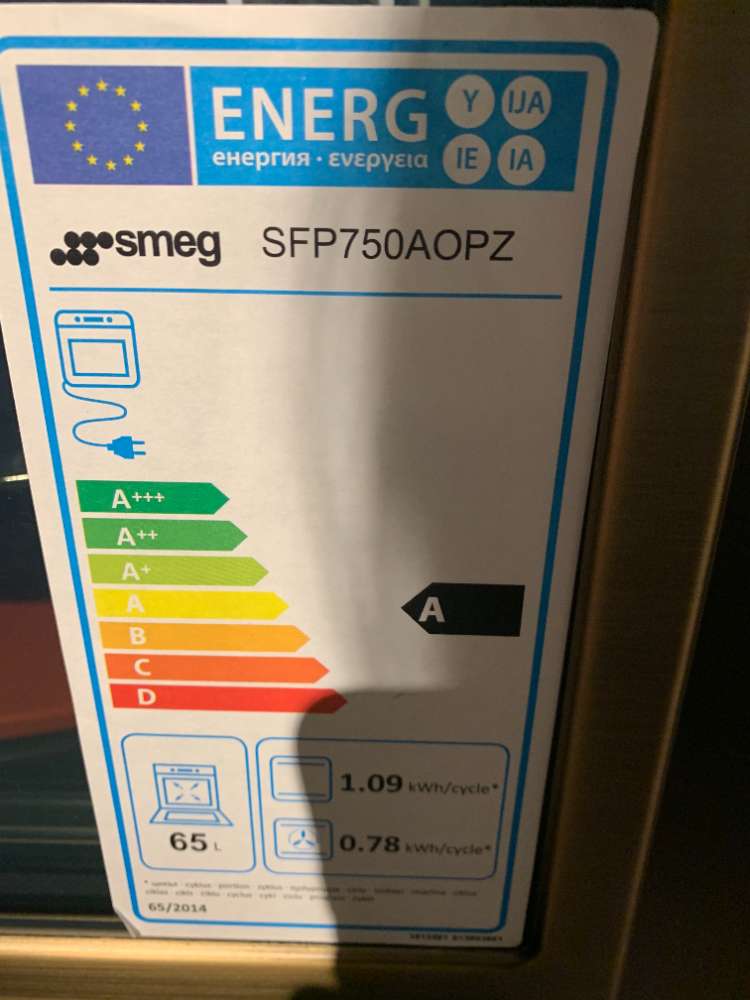 ENERG
Y IJA
IE IA
енергия · ενεργεια
smeg SFP750AOPZ
A+++
A++
A+
A
B
C
D
A
65 L
1.09 kWh/cycle*
0.78 kWh/cycle*
65/2014